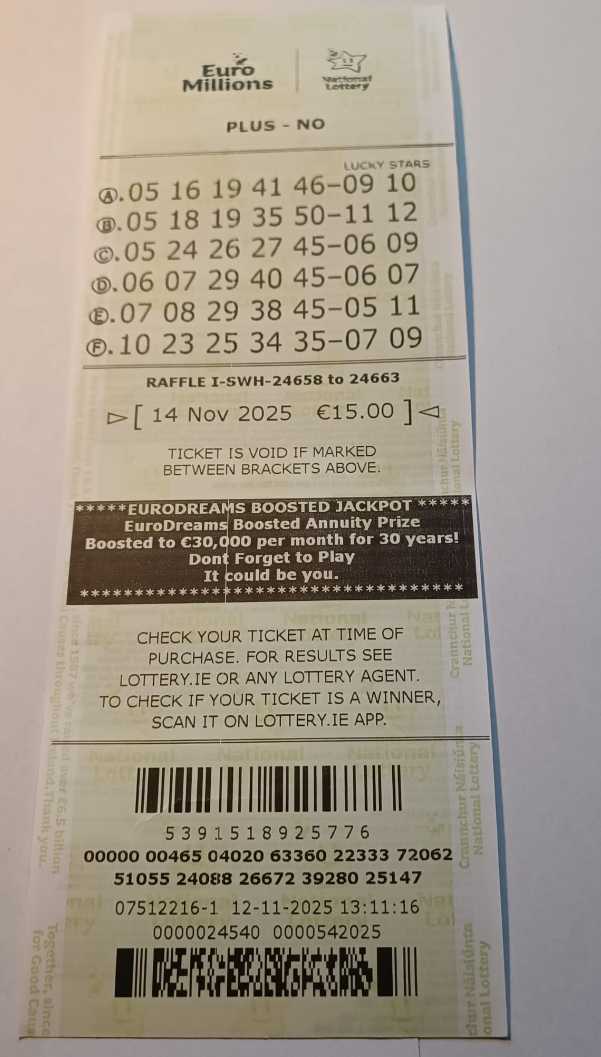 Euro
Millions
National
Lottery
PLUS - NO
LUCKY STARS
Ⓐ.05 16 19 41 46-09 10
Ⓑ.05 18 19 35 50-11 12
Ⓒ.05 24 26 27 45-06 09
Ⓓ.06 07 29 40 45-06 07
Ⓔ.07 08 29 38 45-05 11
Ⓕ.10 23 25 34 35-07 09
RAFFLE I-SWH-24658 to 24663
[ 14 Nov 2025 €15.00 ]
TICKET IS VOID IF MARKED
BETWEEN BRACKETS ABOVE.
*****EURODREAMS BOOSTED JACKPOT *****
EuroDreams Boosted Annuity Prize
Boosted to €30,000 per month for 30 years!
Dont Forget to Play
It could be you.
***********************************
CHECK YOUR TICKET AT TIME OF
PURCHASE. FOR RESULTS SEE
LOTTERY.IE OR ANY LOTTERY AGENT.
TO CHECK IF YOUR TICKET IS A WINNER,
SCAN IT ON LOTTERY.IE APP.
5391518925776
00000 00465 04020 63360 22333 72062
51055 24088 26672 39280 25147
07512216-1 12-11-2025 13:11:16
0000024540 0000542025
Crannchur Náisiúnta
National Lottery